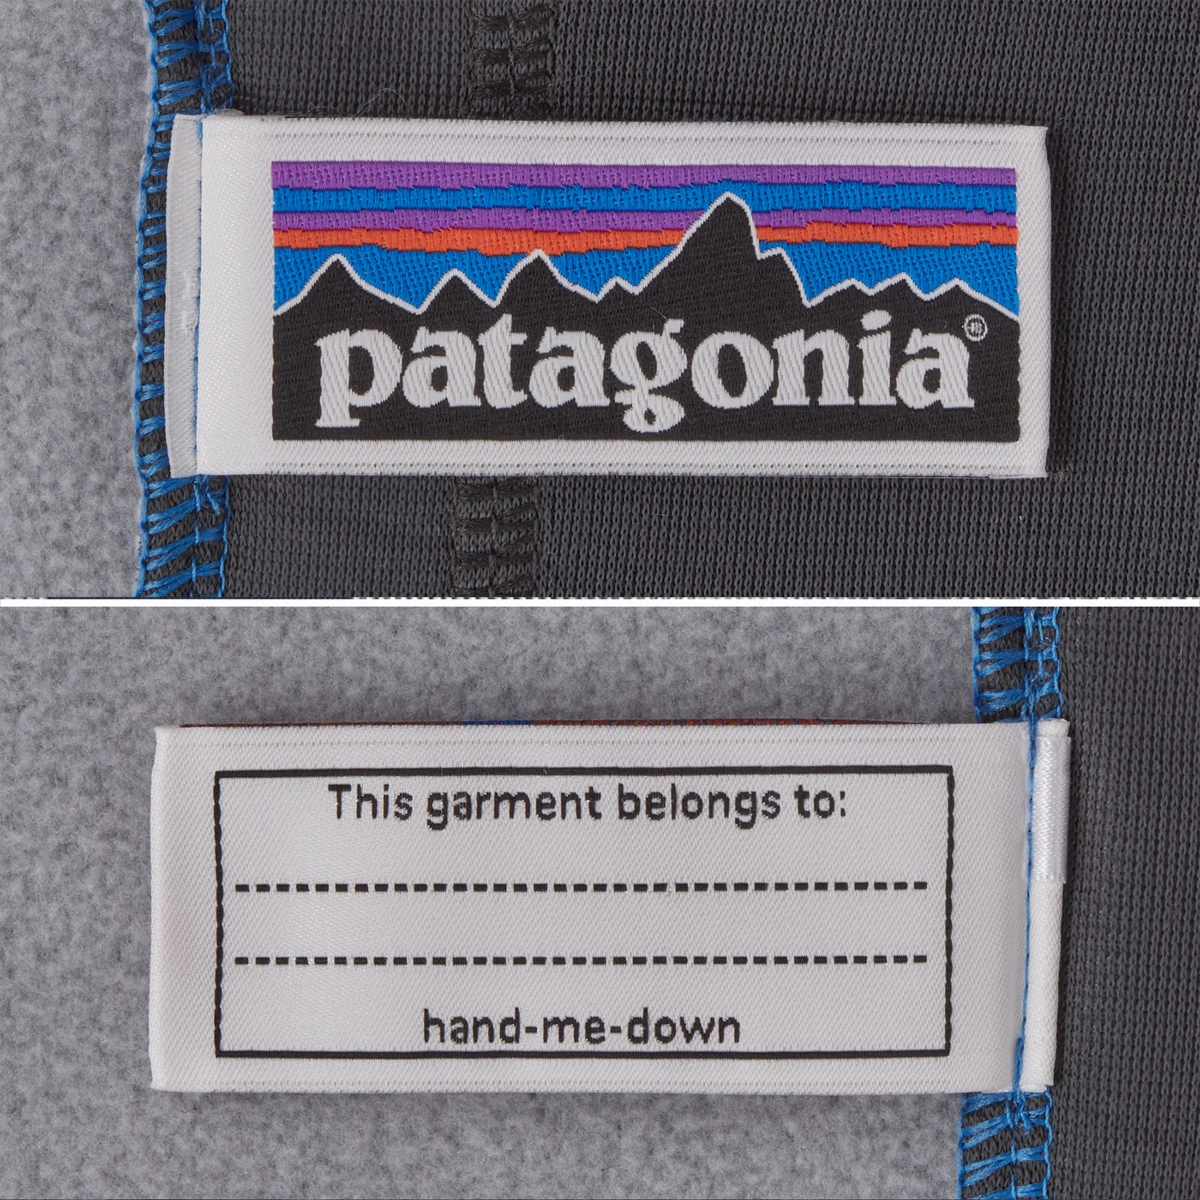 patagonia®
This garment belongs to:
hand-me-down